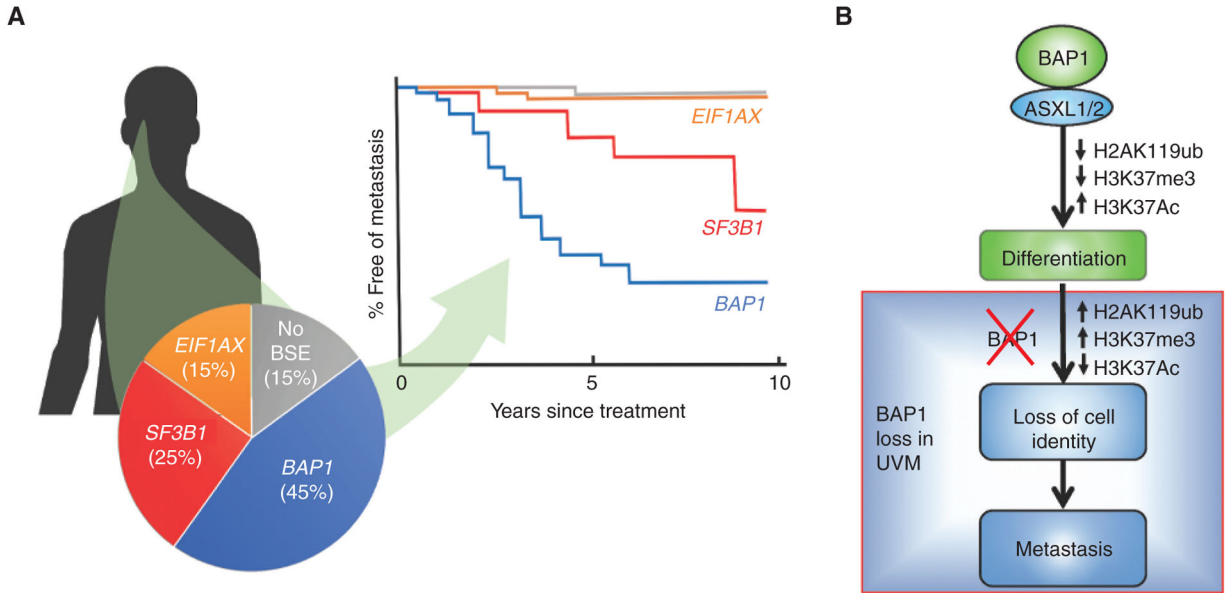 A
EIF1AX
(15%)
No
BSE
(15%)
SF3B1
(25%)
BAP1
(45%)
% Free of metastasis
EIF1AX
SF3B1
BAP1
0
5
10
Years since treatment
B
BAP1
ASXL1/2
H2AK119ub
H3K37me3
H3K37Ac
Differentiation
BAP1
H2AK119ub
H3K37me3
H3K37Ac
BAP1
loss in
UVM
Loss of cell
identity
Metastasis